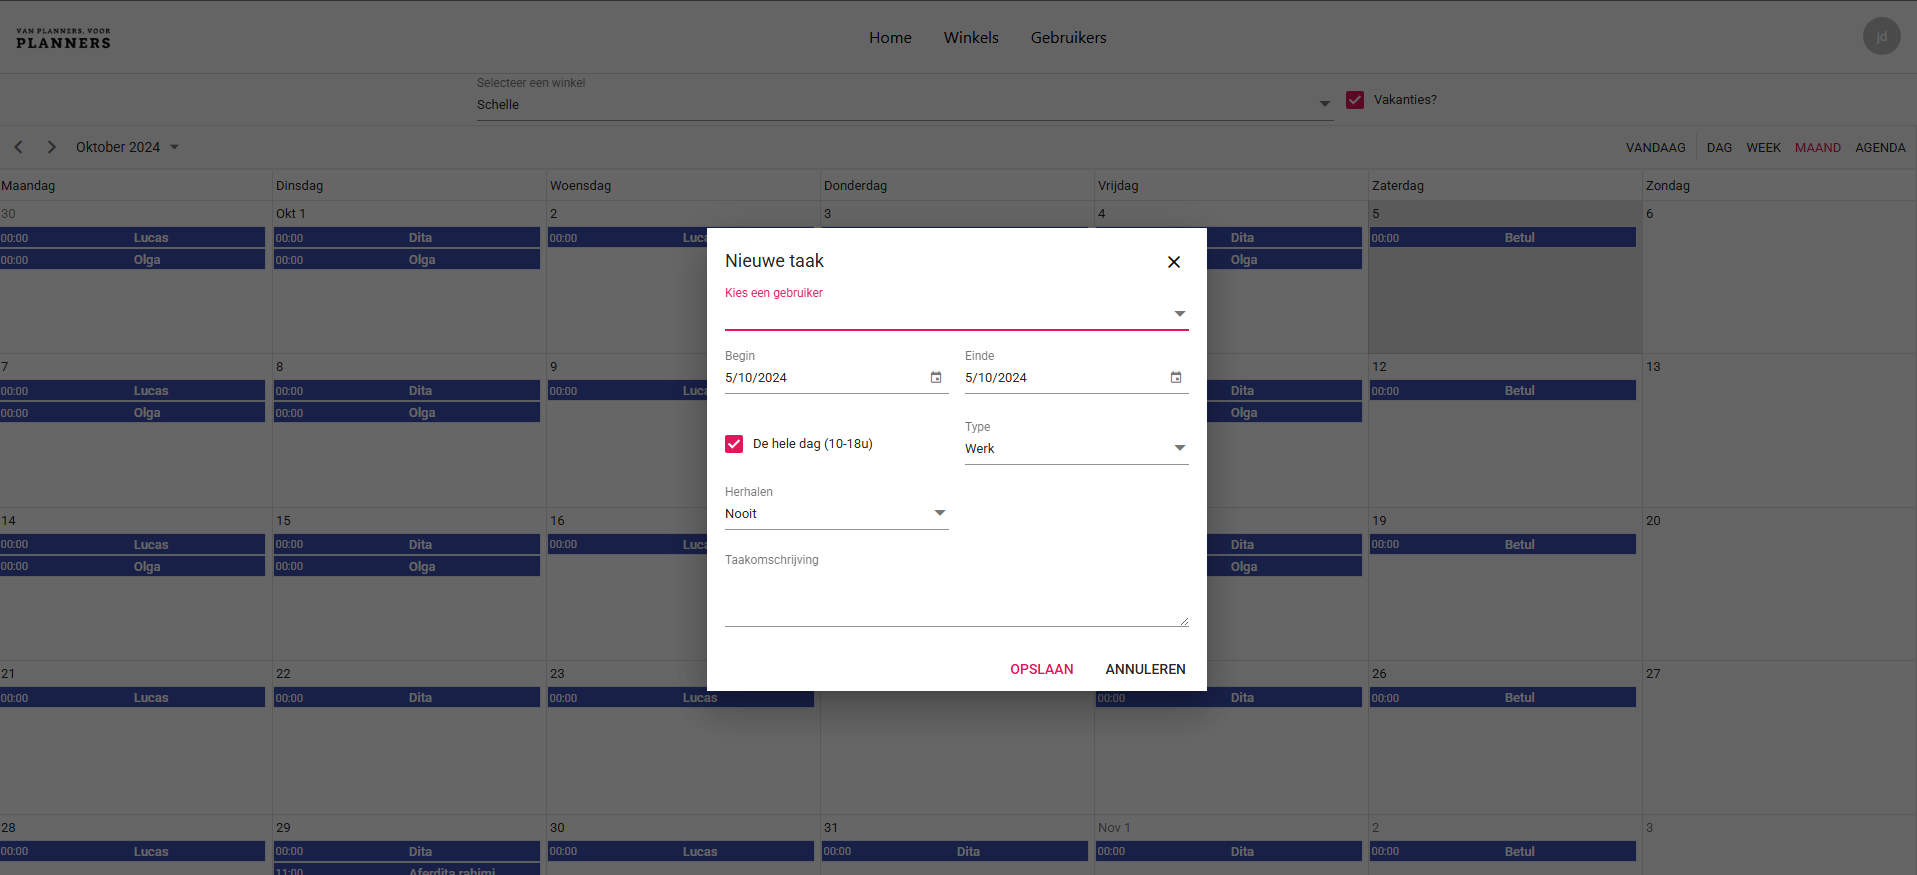 VAN PLANNERS, VOOR
PLANNERS
Home Winkels Gebruikers
jd
Selecteer een winkel
Schelle
Vakanties?
Oktober 2024
VANDAAG DAG WEEK MAAND AGENDA
Maandag Dinsdag Woensdag Donderdag Vrijdag Zaterdag Zondag
30 Okt 1 2 3 4 5 6
00:00 Lucas 00:00 Dita 00:00 Luca Dita 00:00 Betul
00:00 Olga 00:00 Olga Olga
Nieuwe taak
Kies een gebruiker
Begin Einde
5/10/2024 5/10/2024
De hele dag (10-18u)
Type
Werk
Herhalen
Nooit
Taakomschrijving
OPSLAAN ANNULEREN
7 8 9 12 13
00:00 Lucas 00:00 Dita 00:00 Luca Dita 00:00 Betul
00:00 Olga 00:00 Olga Olga
14 15 16 19 20
00:00 Lucas 00:00 Dita 00:00 Luca Dita 00:00 Betul
00:00 Olga 00:00 Olga Olga
21 22 23 26 27
00:00 Lucas 00:00 Dita 00:00 Lucas 00:00 Dita 00:00 Betul
28 29 30 31 Nov 1 2 3
00:00 Lucas 00:00 Dita 00:00 Lucas 00:00 Dita 00:00 Dita 00:00 Betul
11:00 Aferdita rahimi